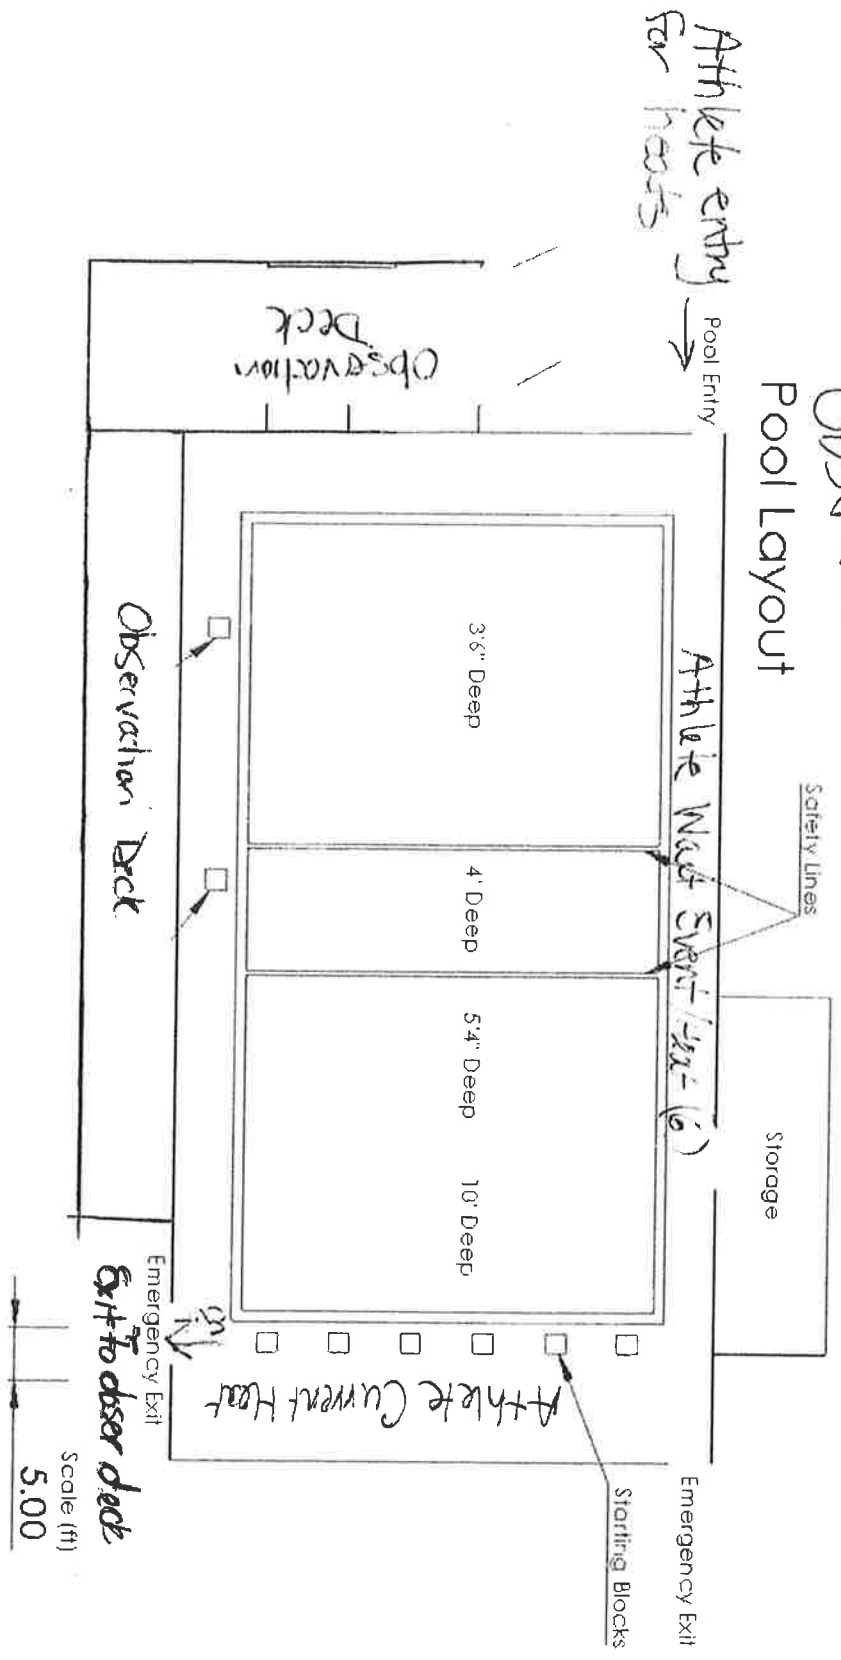 Pool Layout
Athlete entry
for heats
Pool Entry
Observation
Deck
Safety Lines
Athlete Wait Event/Heat (6)
Storage
3'6" Deep
4' Deep
5'4" Deep
10' Deep
Observation Deck
Athlete Current Heat
Emergency Exit
Starting Blocks
Emergency Exit
Exit to obser deck
Scale (ft)
5.00